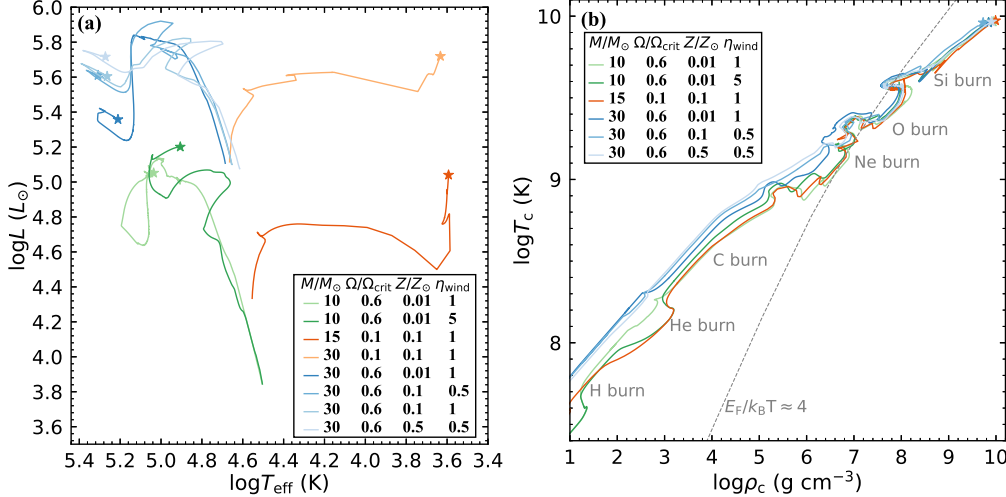 (a)
6.0
5.8
5.6
5.4
5.2
5.0
4.8
4.6
4.4
4.2
4.0
3.8
3.6
logL (L⊙)
5.4 5.2 5.0 4.8 4.6 4.4 4.2 4.0 3.8 3.6 3.4
logTeff (K)
M/M⊙ Ω/Ωcrit Z/Z⊙ ηwind
10 0.6 0.01 1
10 0.6 0.01 5
15 0.1 0.1 1
30 0.1 0.1 1
30 0.6 0.01 1
30 0.6 0.1 0.5
30 0.6 0.1 1
30 0.6 0.5 0.5
(b)
10
9
8
logTc (K)
1 2 3 4 5 6 7 8 9 10
logρc (g cm−3)
M/M⊙ Ω/Ωcrit Z/Z⊙ ηwind
10 0.6 0.01 1
10 0.6 0.01 5
15 0.1 0.1 1
30 0.6 0.01 1
30 0.6 0.1 0.5
30 0.6 0.5 0.5
Si burn
O burn
Ne burn
C burn
He burn
H burn
EF/kBT ≈ 4